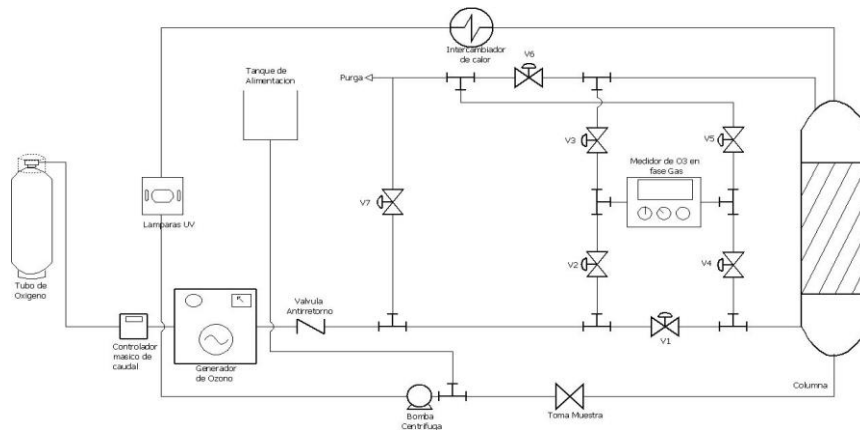 Intercambiador
de calor
V6
Tanque de
Alimentacion
Purga
V3
V5
Medidor de O3 en
fase Gas
Lamparas UV
V7
V2
V4
Tubo de
Oxigeno
Valvula
Antirretorno
V1
Controlador
masico de
caudal
Generador
de Ozono
Columna
Bomba
Centrifuga
Toma Muestra